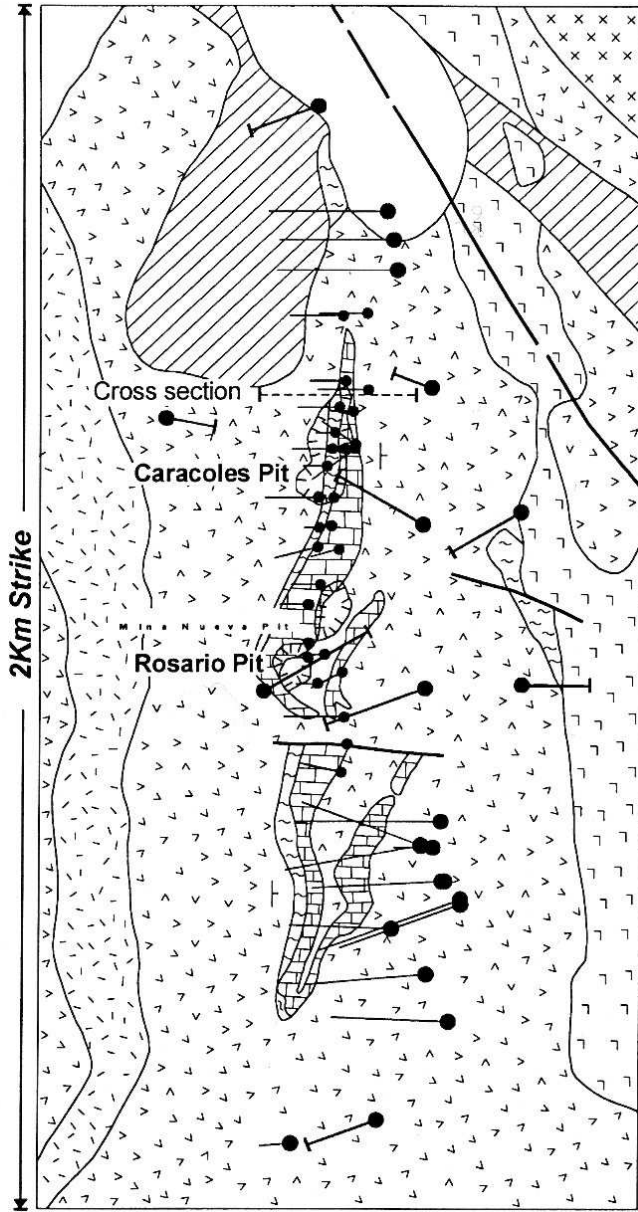 2Km Strike
Cross section
Caracoles Pit
Mina Nueva Pit
Rosario Pit